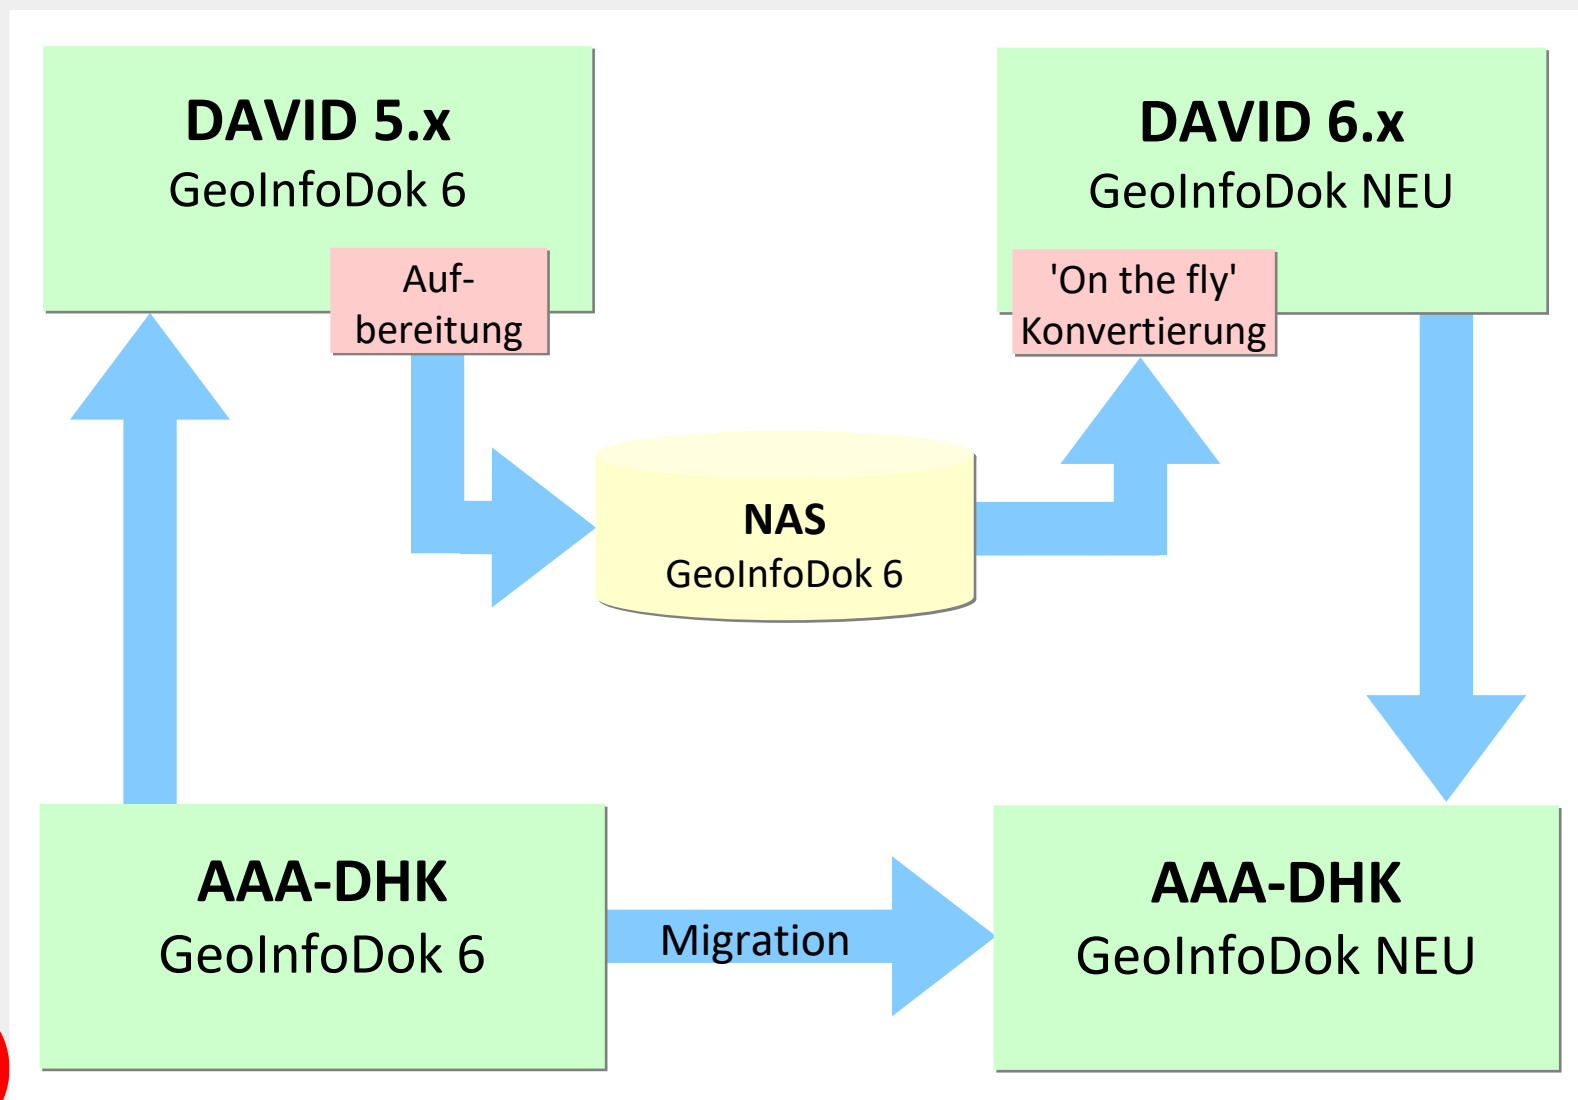 DAVID 5.x
GeoInfoDok 6
Auf-
bereitung
DAVID 6.x
GeoInfoDok NEU
'On the fly'
Konvertierung
NAS
GeoInfoDok 6
AAA-DHK
GeoInfoDok 6
Migration
AAA-DHK
GeoInfoDok NEU